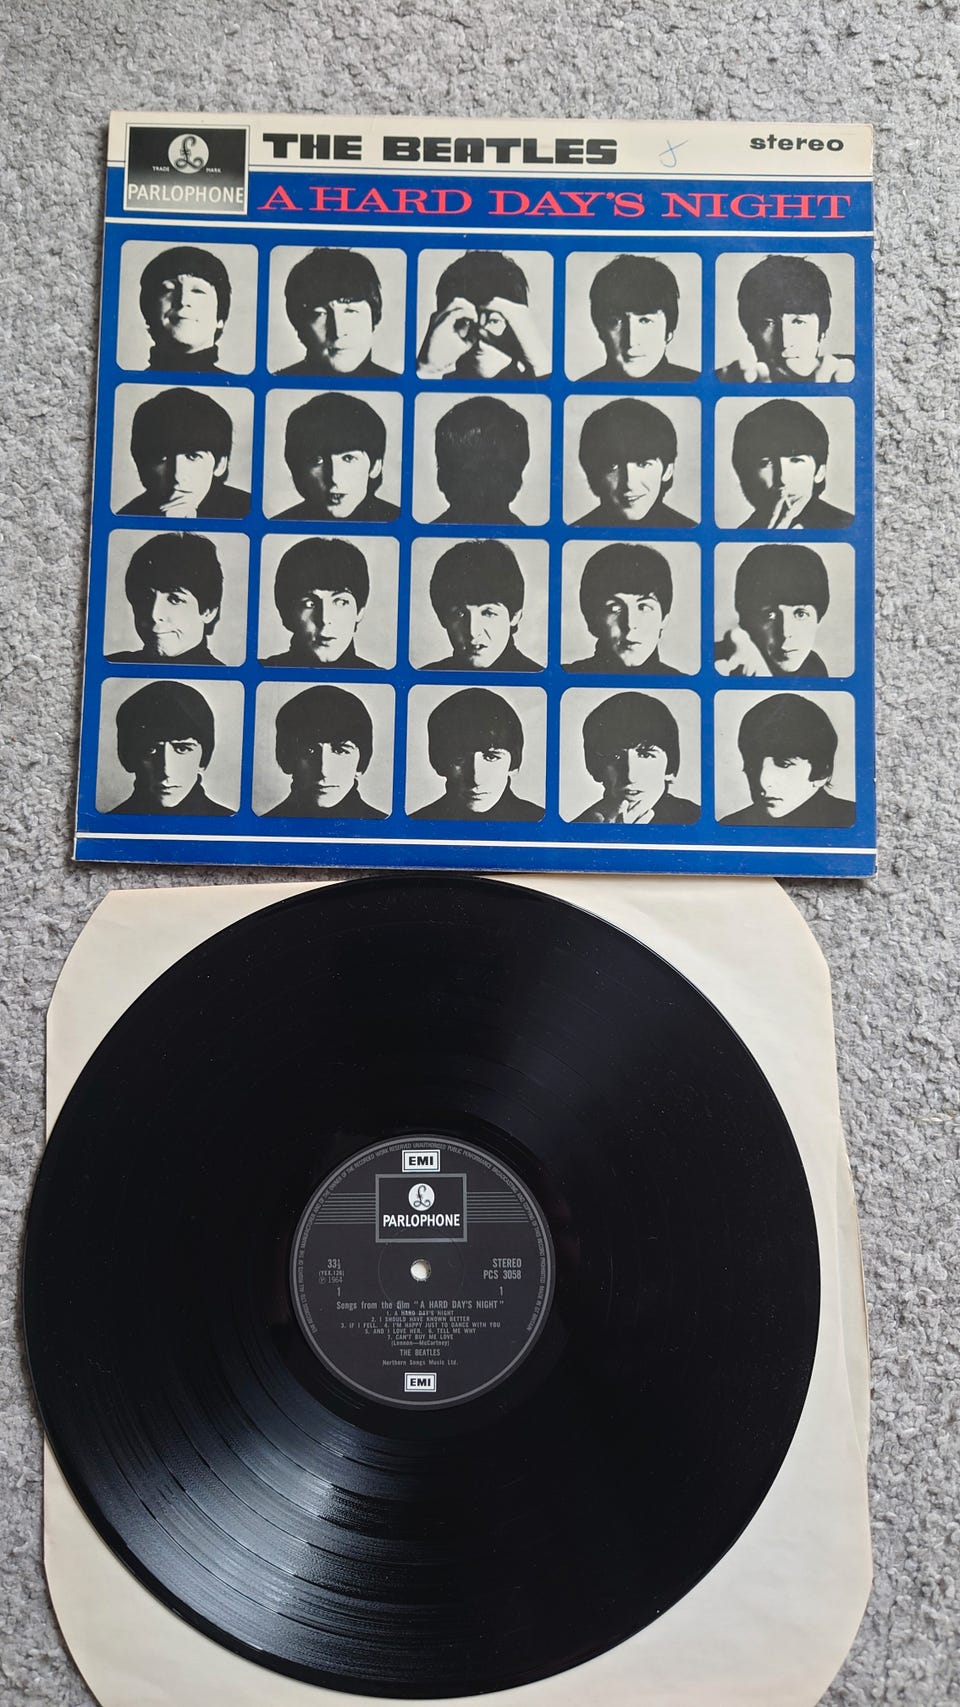 THE BEATLES
stereo
£
TRADE MARK
PARLOPHONE
A HARD DAY'S NIGHT
EMI
£
PARLOPHONE
33⅓
STEREO
(YEX.126)
PCS 3058
Ⓟ 1964
1
1
Songs from the film "A HARD DAY'S NIGHT"
1. A HARD DAY'S NIGHT
2. I SHOULD HAVE KNOWN BETTER
3. IF I FELL. 4. I'M HAPPY JUST TO DANCE WITH YOU
5. AND I LOVE HER. 6. TELL ME WHY
7. CAN'T BUY ME LOVE
(Lennon—McCartney)
THE BEATLES
Northern Songs Music Ltd.
EMI